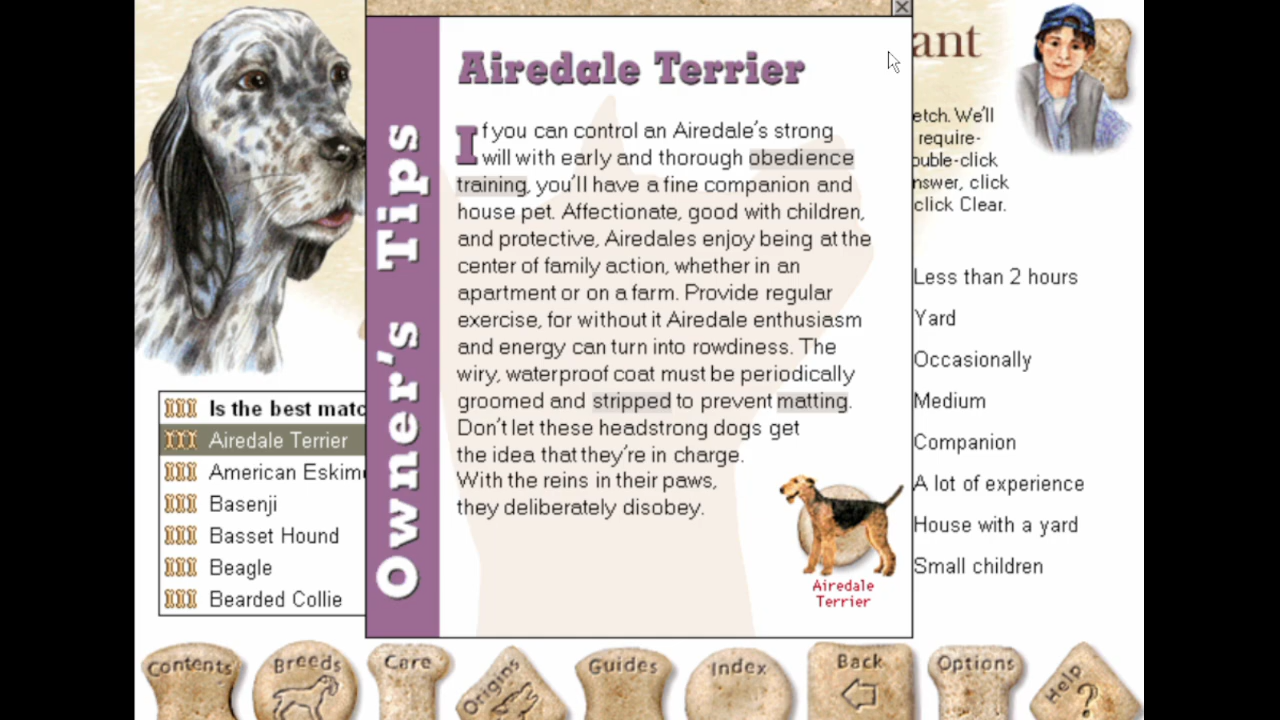 ant
etch. We'll
require-
ouble-click
nswer, click
click Clear.
Owner's Tips
Airedale Terrier
If you can control an Airedale's strong
will with early and thorough obedience
training, you'll have a fine companion and
house pet. Affectionate, good with children,
and protective, Airedales enjoy being at the
center of family action, whether in an
apartment or on a farm. Provide regular
exercise, for without it Airedale enthusiasm
and energy can turn into rowdiness. The
wiry, waterproof coat must be periodically
groomed and stripped to prevent matting.
Don't let these headstrong dogs get
the idea that they're in charge.
With the reins in their paws,
they deliberately disobey.
Airedale
Terrier
Is the best matc
Airedale Terrier
American Eskim
Basenji
Basset Hound
Beagle
Bearded Collie
Less than 2 hours
Yard
Occasionally
Medium
Companion
A lot of experience
House with a yard
Small children
Contents
Breeds
Care
Origins
Guides
Index
Back
Options
Help
?